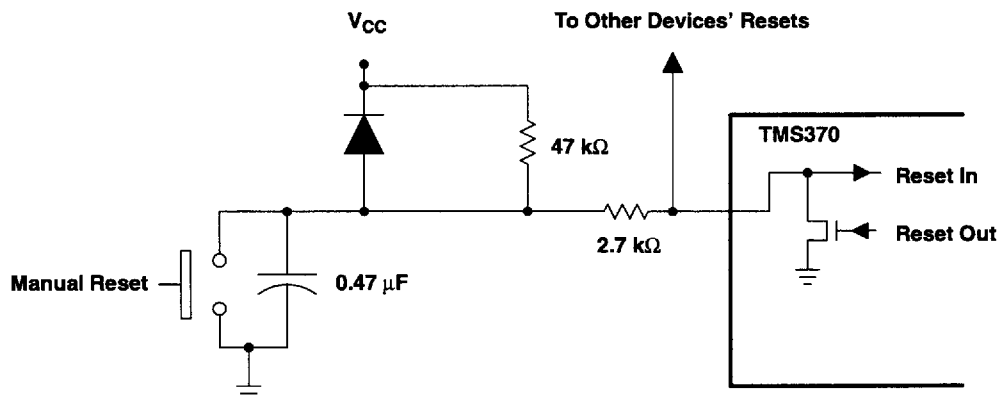 V_CC
To Other Devices' Resets
47 kΩ
TMS370
Reset In
2.7 kΩ
Reset Out
Manual Reset
0.47 μF